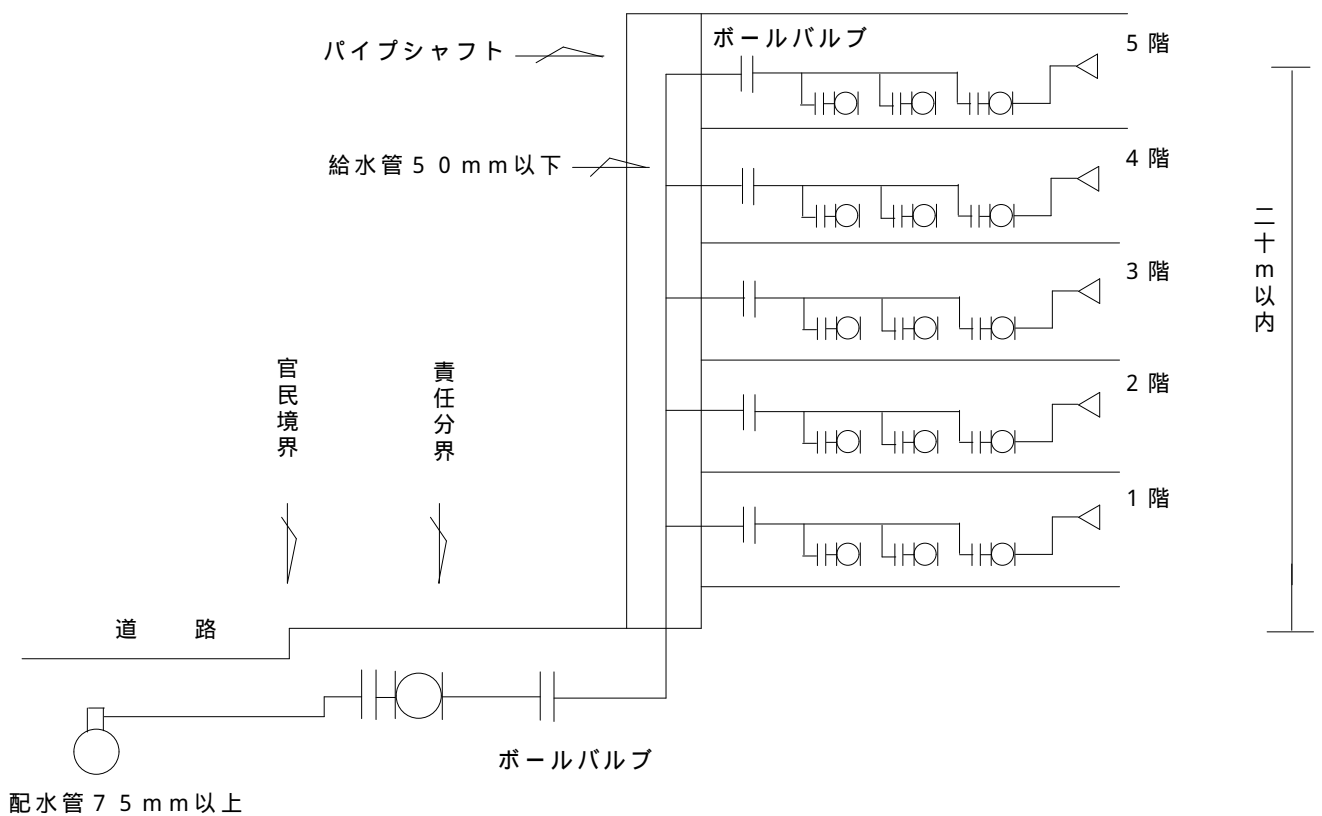 パイプシャフト
ボールバルブ
5階
給水管50mm以下
4階
二十m以内
3階
官民境界
責任分界
2階
1階
道　路
ボールバルブ
配水管75mm以上